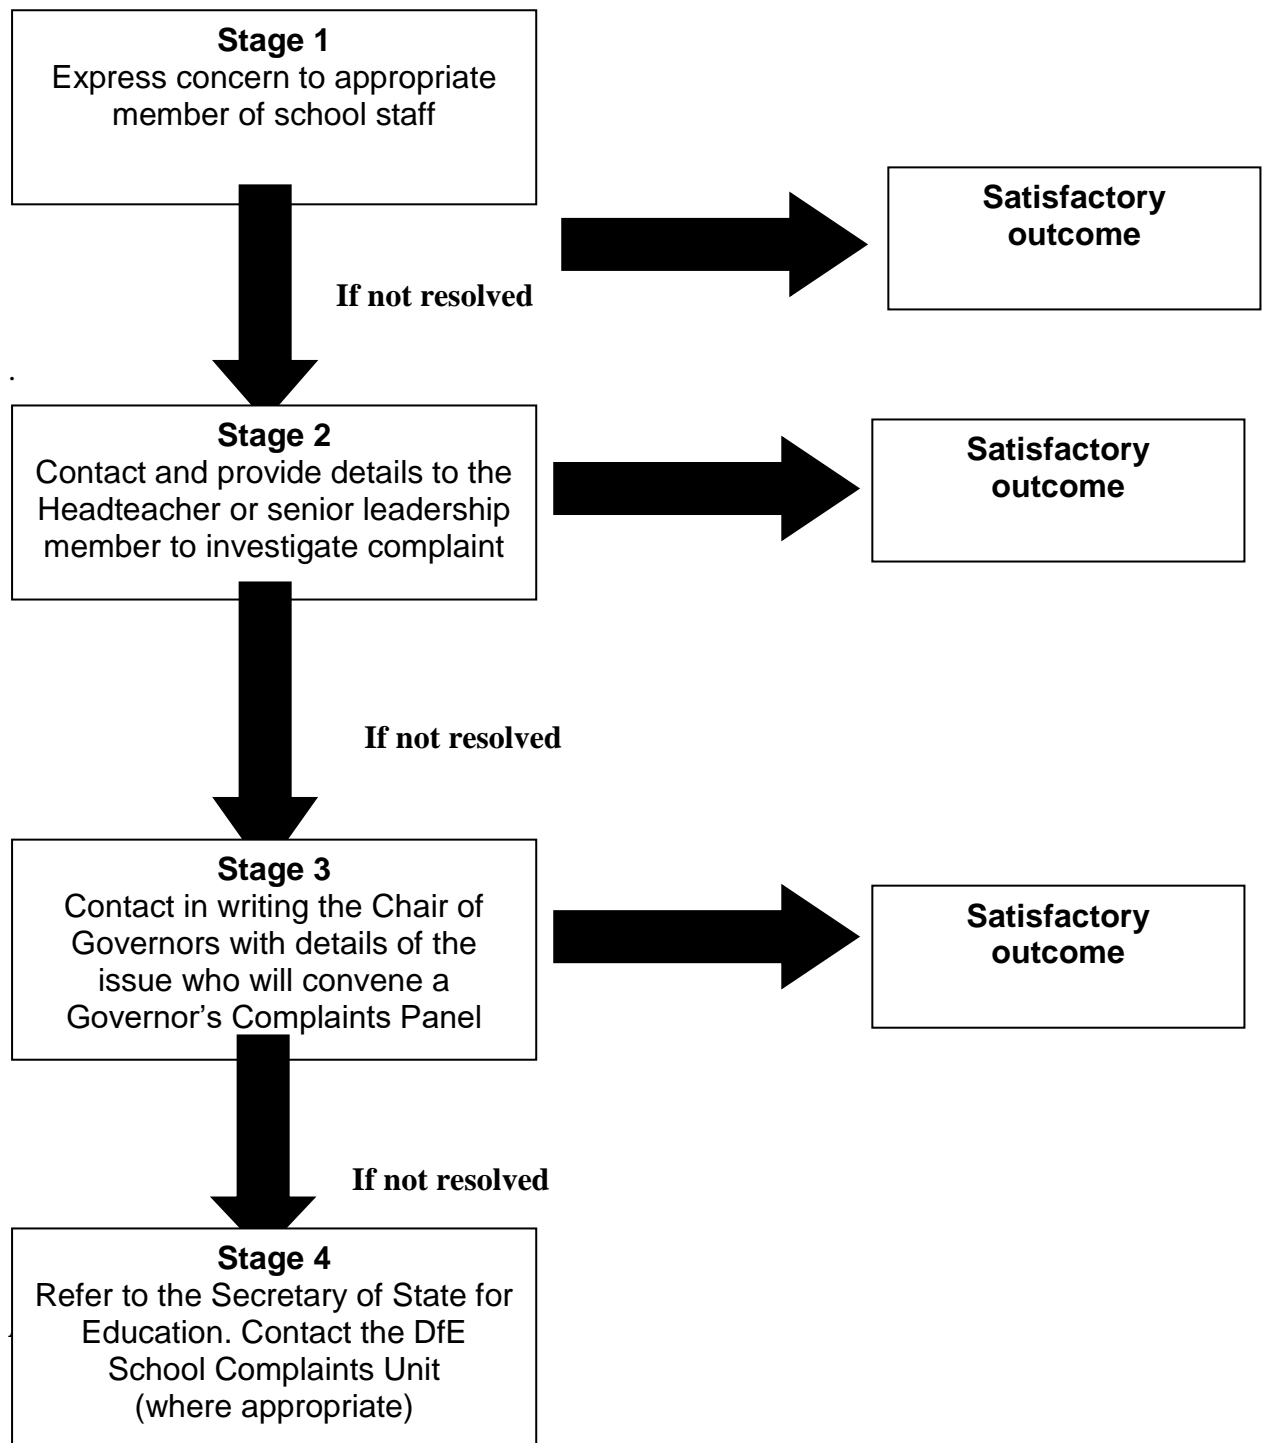 Stage 1
Express concern to appropriate
member of school staff
Satisfactory
outcome
If not resolved
.
Stage 2
Contact and provide details to the
Headteacher or senior leadership
member to investigate complaint
Satisfactory
outcome
If not resolved
Stage 3
Contact in writing the Chair of
Governors with details of the
issue who will convene a
Governor’s Complaints Panel
Satisfactory
outcome
If not resolved
Stage 4
Refer to the Secretary of State for
Education. Contact the DfE
School Complaints Unit
(where appropriate)